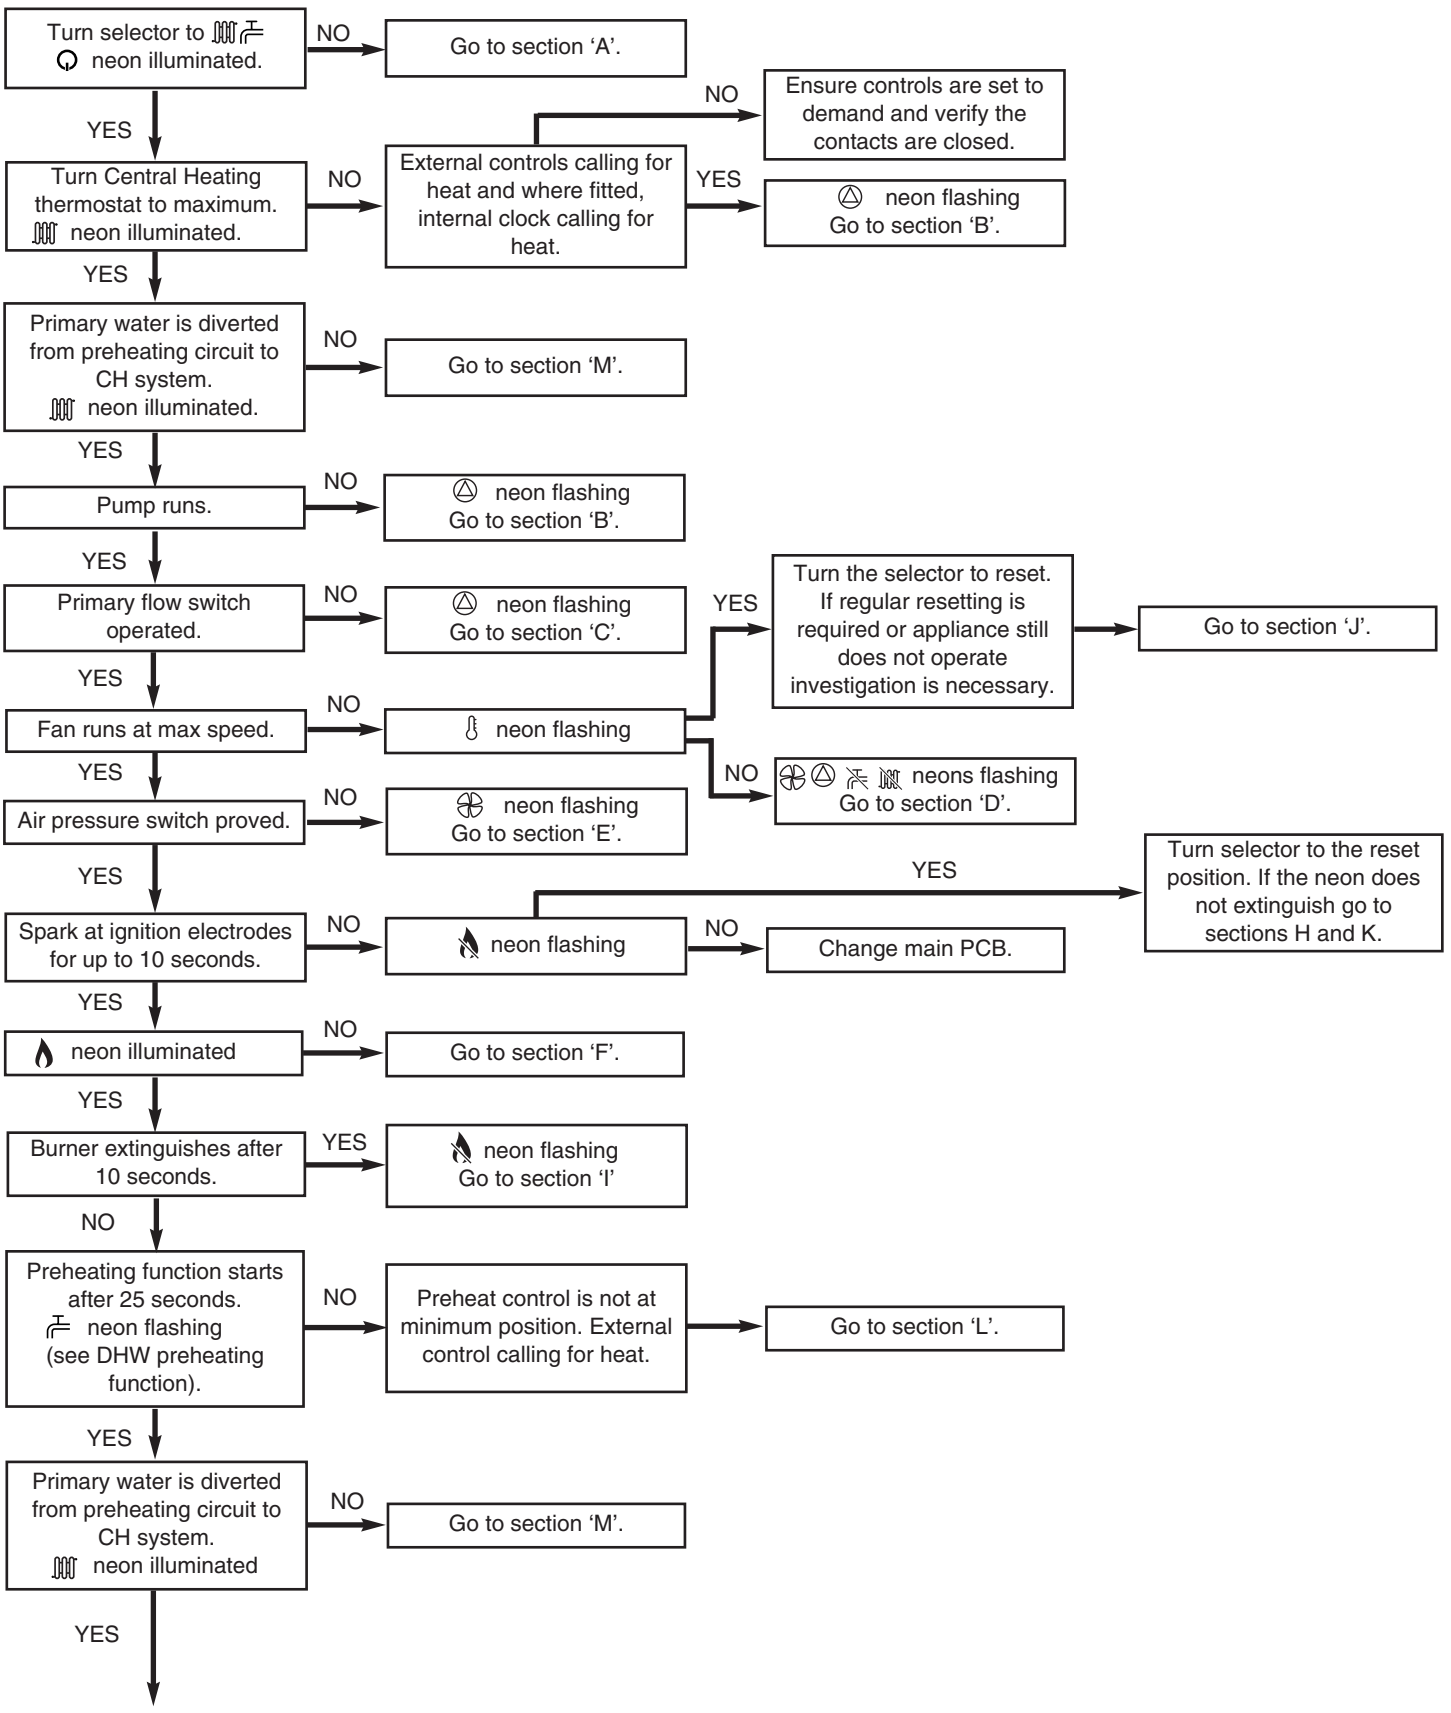 Turn selector to
neon illuminated.
NO
Go to section ‘A’.
YES
Turn Central Heating
thermostat to maximum.
neon illuminated.
NO
External controls calling for
heat and where fitted,
internal clock calling for
heat.
NO
Ensure controls are set to
demand and verify the
contacts are closed.
YES
neon flashing
Go to section ‘B’.
YES
Primary water is diverted
from preheating circuit to
CH system.
neon illuminated.
NO
Go to section ‘M’.
YES
Pump runs.
NO
neon flashing
Go to section ‘B’.
YES
Primary flow switch
operated.
NO
neon flashing
Go to section ‘C’.
YES
Fan runs at max speed.
NO
neon flashing
YES
Turn the selector to reset.
If regular resetting is
required or appliance still
does not operate
investigation is necessary.
Go to section ‘J’.
NO
neons flashing
Go to section ‘D’.
YES
Air pressure switch proved.
NO
neon flashing
Go to section ‘E’.
YES
Spark at ignition electrodes
for up to 10 seconds.
NO
neon flashing
YES
Turn selector to the reset
position. If the neon does
not extinguish go to
sections H and K.
NO
Change main PCB.
YES
neon illuminated
NO
Go to section ‘F’.
YES
Burner extinguishes after
10 seconds.
YES
neon flashing
Go to section ‘I’
NO
Preheating function starts
after 25 seconds.
neon flashing
(see DHW preheating
function).
NO
Preheat control is not at
minimum position. External
control calling for heat.
Go to section ‘L’.
YES
Primary water is diverted
from preheating circuit to
CH system.
neon illuminated
NO
Go to section ‘M’.
YES